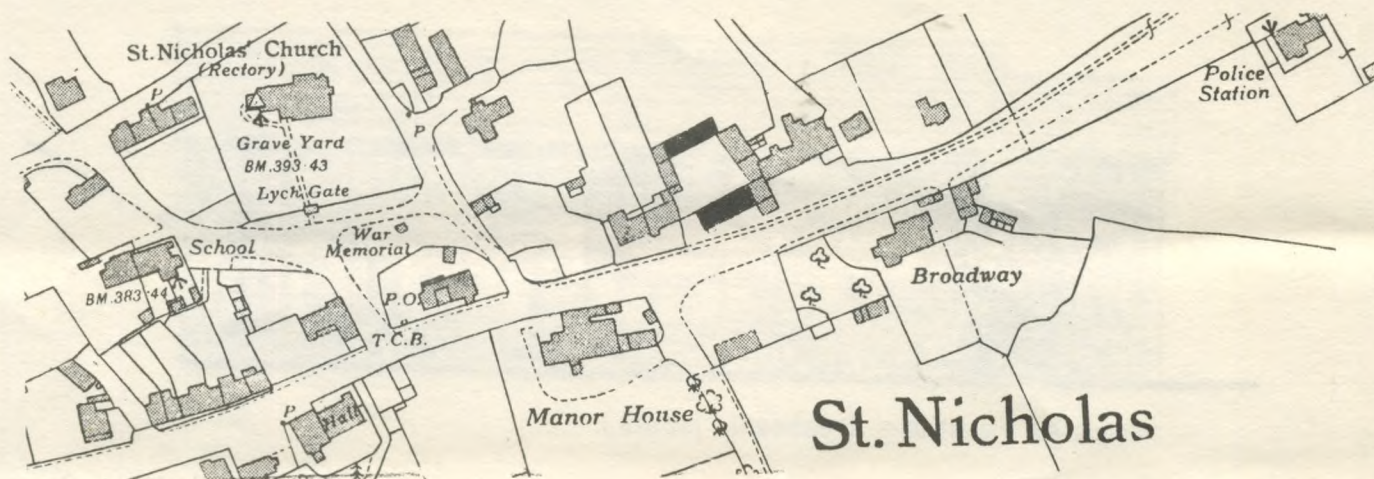 St. Nicholas' Church
(Rectory)
Police
Station
P
P
Grave Yard
BM.393·43
Lych Gate
War
Memorial
School
BM.383·44
Broadway
P.O.
T.C.B.
Manor House
P
Hall
St. Nicholas